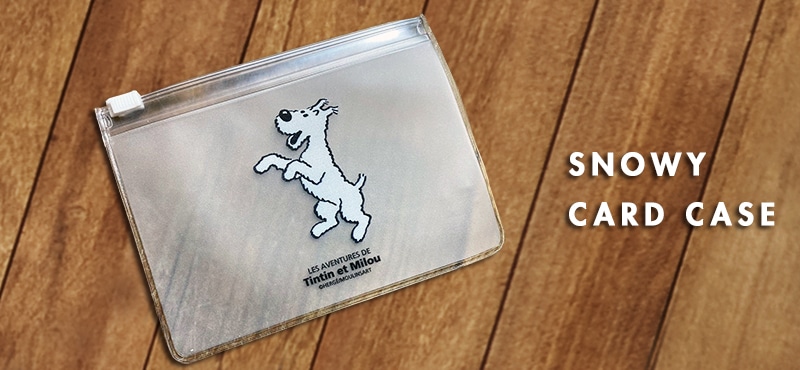 LES AVENTURES DE
Tintin et Milou
©HERGÉ/MOULINSART
SNOWY
CARD CASE